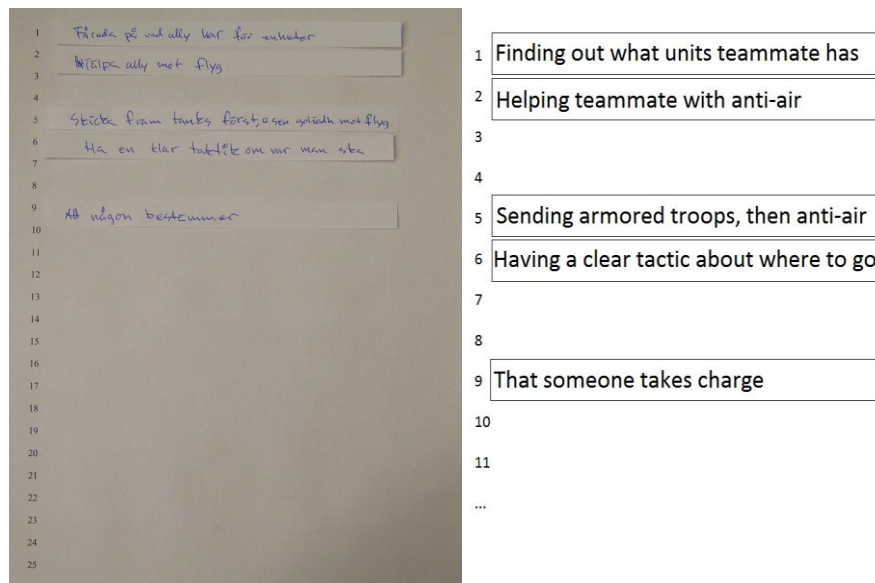 1 Få reda på vad ally har för enheter
2 Hjälpa ally mot flyg
3
4
5 Skicka fram tanks först, sen goliath mot flyg.
6 Ha en klar taktik om var man ska
7
8
9 Att någon bestämmer
10
11
12
13
14
15
16
17
18
19
20
21
22
23
24
25
1 Finding out what units teammate has
2 Helping teammate with anti-air
3
4
5 Sending armored troops, then anti-air
6 Having a clear tactic about where to go
7
8
9 That someone takes charge
10
11
...